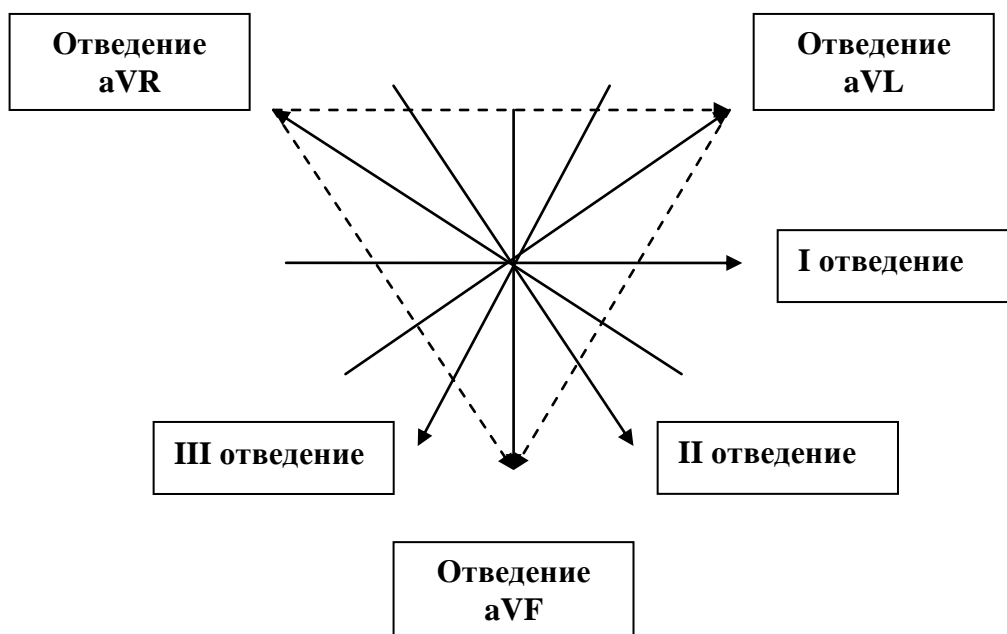 Отведение
aVR
Отведение
aVL
I отведение
III отведение
II отведение
Отведение
aVF